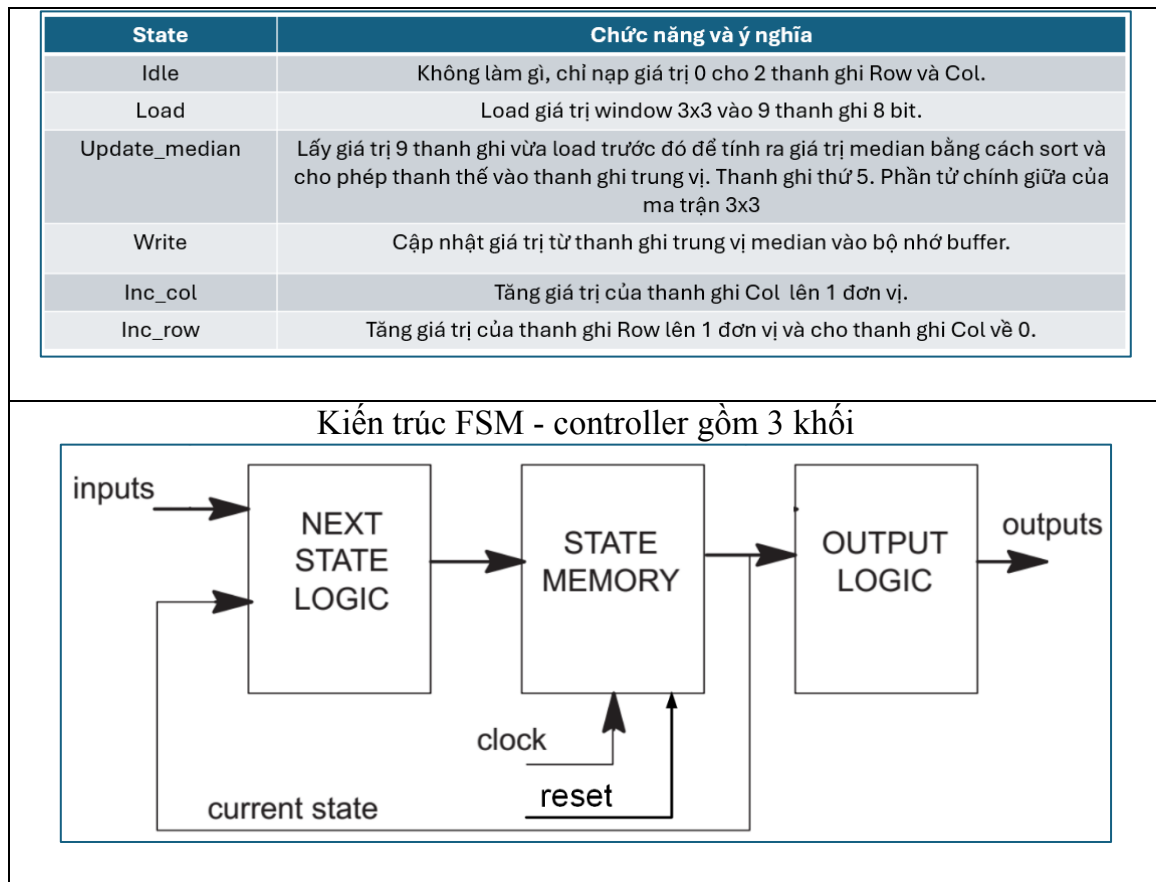 State Chức năng và ý nghĩa
Idle Không làm gì, chỉ nạp giá trị 0 cho 2 thanh ghi Row và Col.
Load Load giá trị window 3x3 vào 9 thanh ghi 8 bit.
Update_median Lấy giá trị 9 thanh ghi vừa load trước đó để tính ra giá trị median bằng cách sort và
cho phép thanh thế vào thanh ghi trung vị. Thanh ghi thứ 5. Phần tử chính giữa của
ma trận 3x3
Write Cập nhật giá trị từ thanh ghi trung vị median vào bộ nhớ buffer.
Inc_col Tăng giá trị của thanh ghi Col lên 1 đơn vị.
Inc_row Tăng giá trị của thanh ghi Row lên 1 đơn vị và cho thanh ghi Col về 0.
Kiến trúc FSM - controller gồm 3 khối
inputs
NEXT
STATE
LOGIC
STATE
MEMORY
OUTPUT
LOGIC
outputs
clock
reset
current state